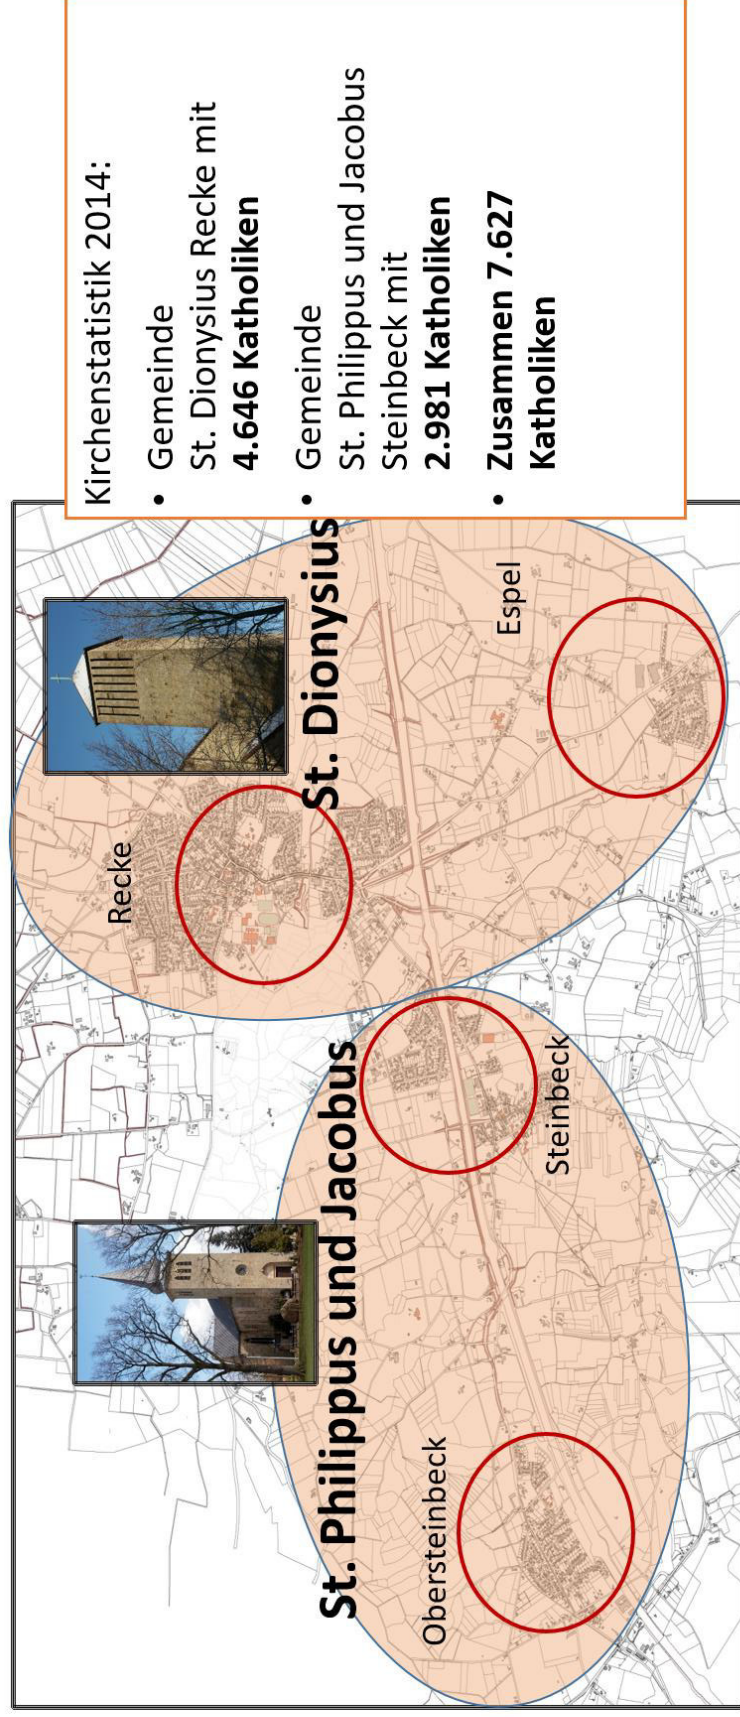 St. Philippus und Jacobus
St. Dionysius
Obersteinbeck
Steinbeck
Recke
Espel
Kirchenstatistik 2014:
• Gemeinde
St. Dionysius Recke mit
4.646 Katholiken
• Gemeinde
St. Philippus und Jacobus
Steinbeck mit
2.981 Katholiken
• Zusammen 7.627
Katholiken